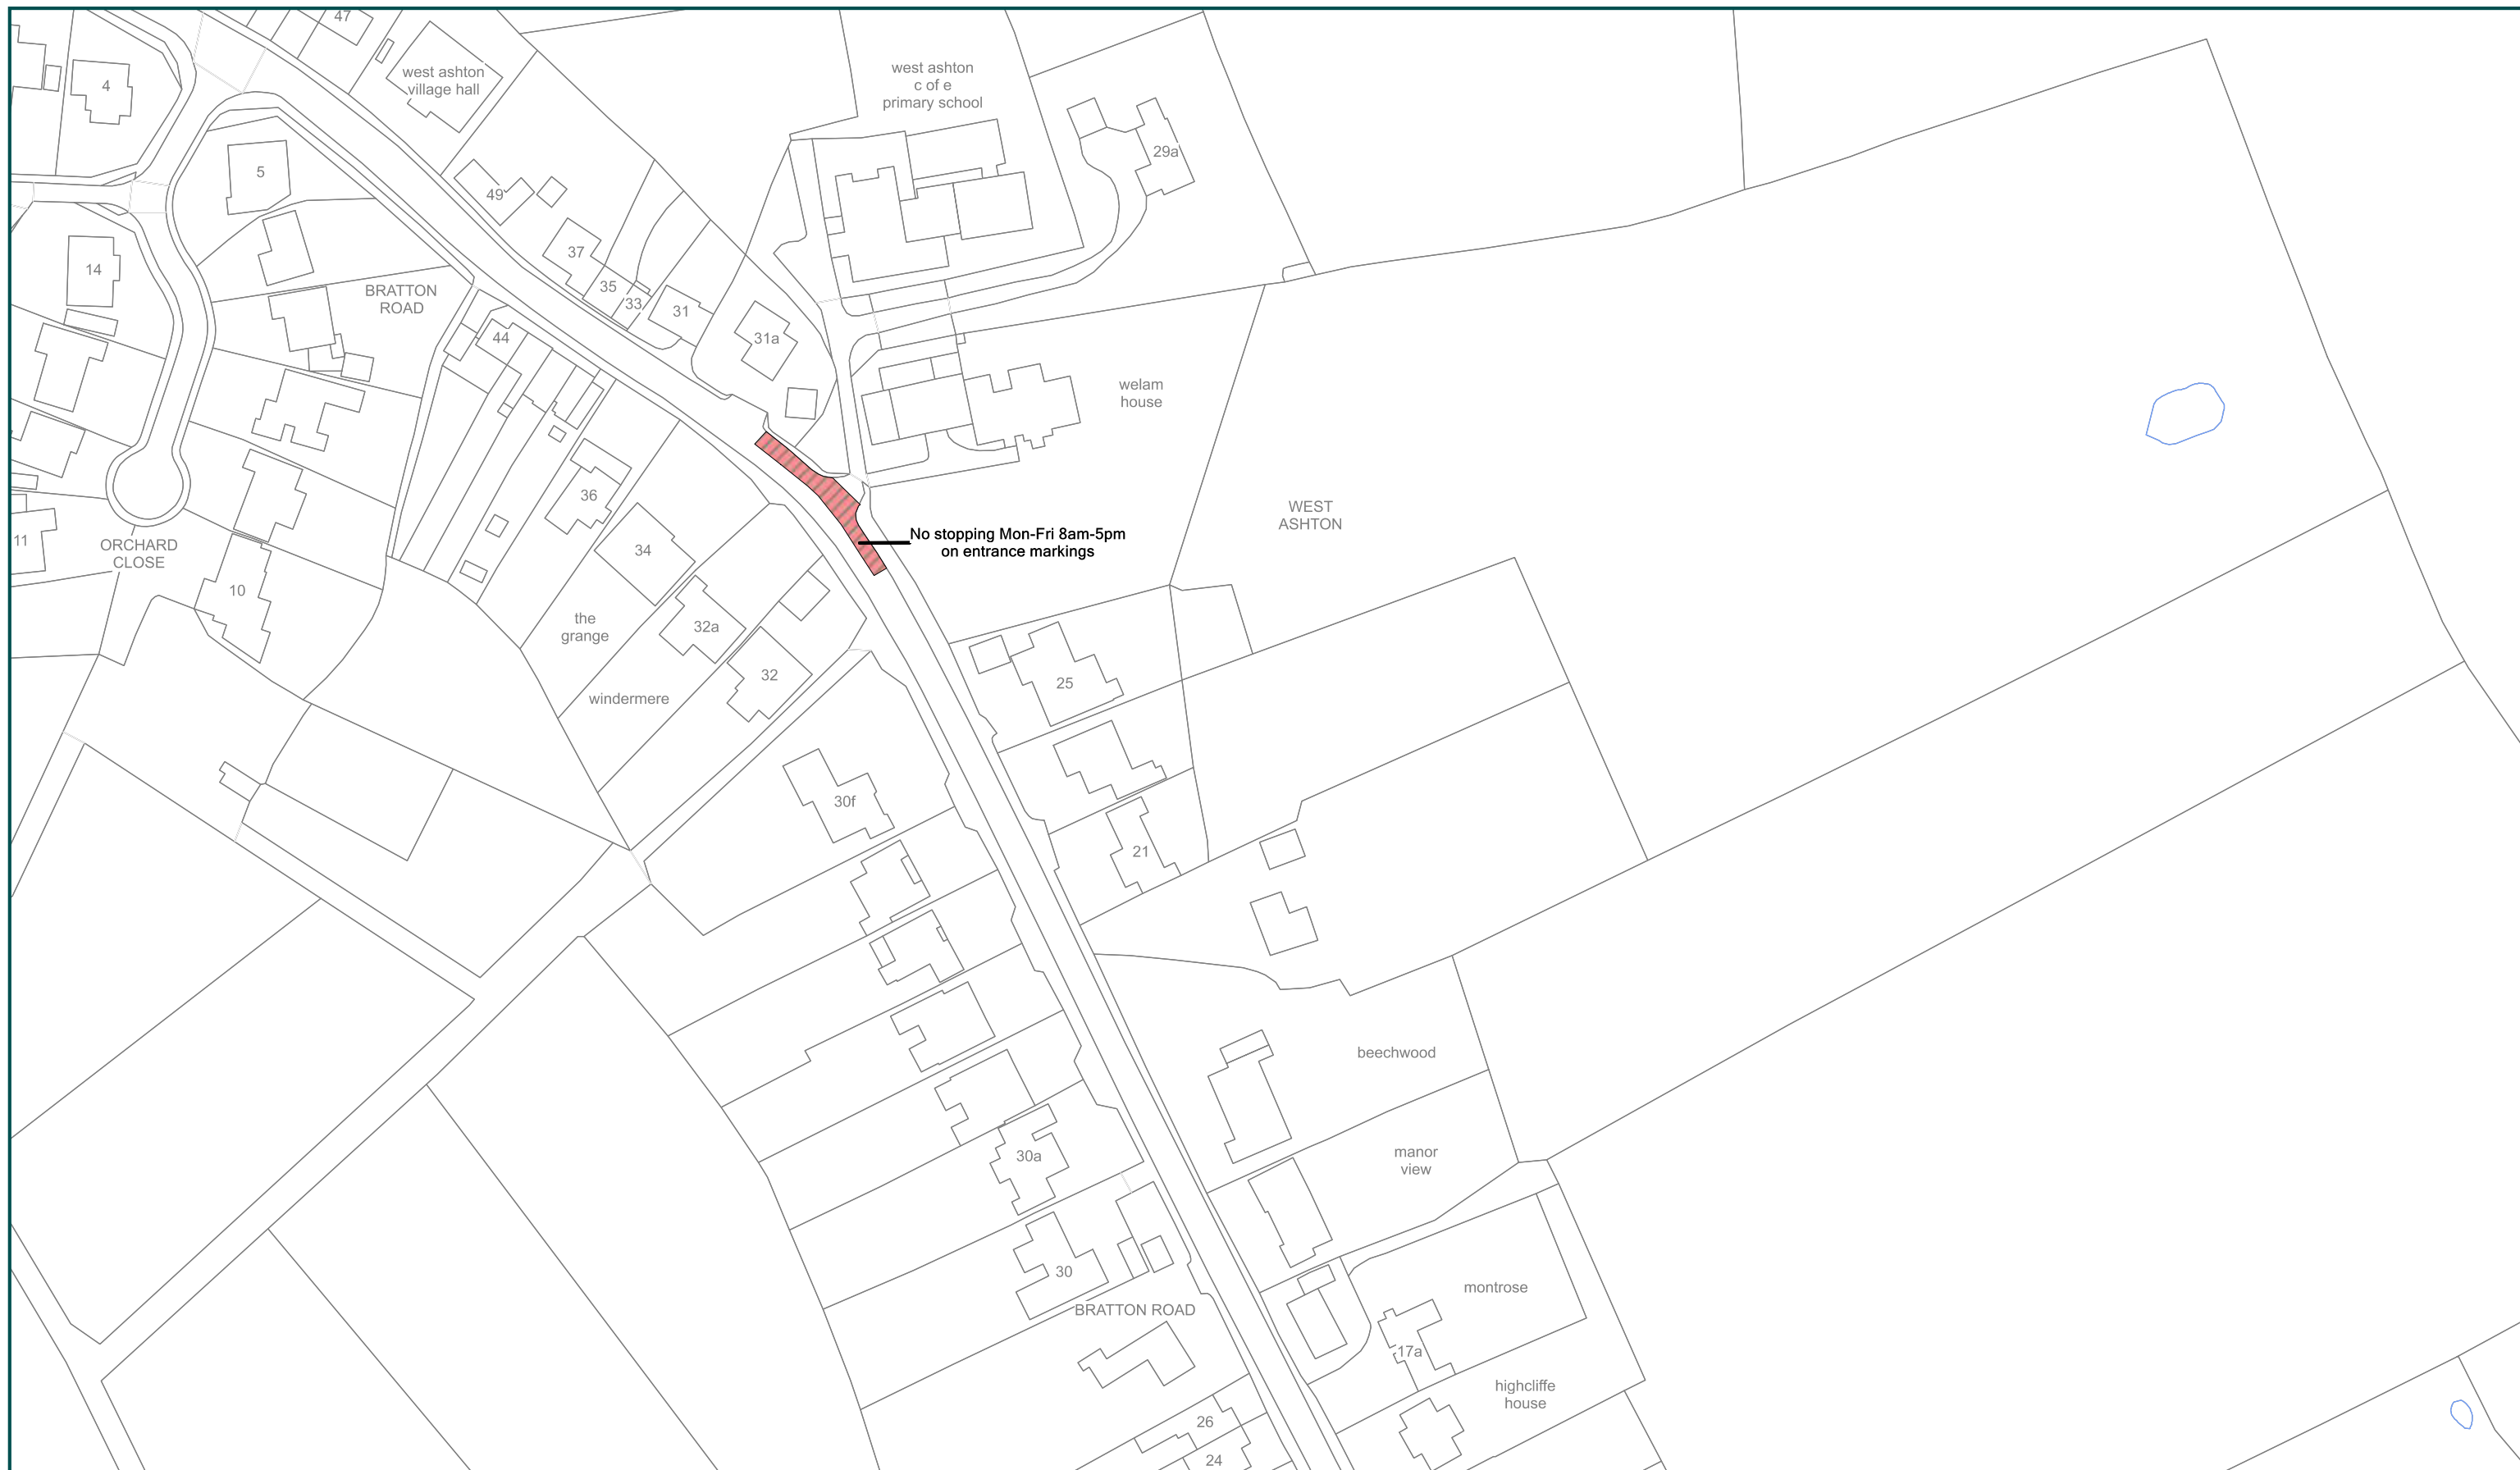 47
west ashton
village hall
west ashton
c of e
primary school
4
29a
5
49
37
14
35
33
31
BRATTON
ROAD
44
31a
welam
house
36
WEST
ASHTON
No stopping Mon-Fri 8am-5pm
on entrance markings
11
ORCHARD
CLOSE
34
10
the
grange
32a
32
25
windermere
30f
21
beechwood
manor
view
30a
30
montrose
BRATTON ROAD
17a
highcliffe
house
26
24